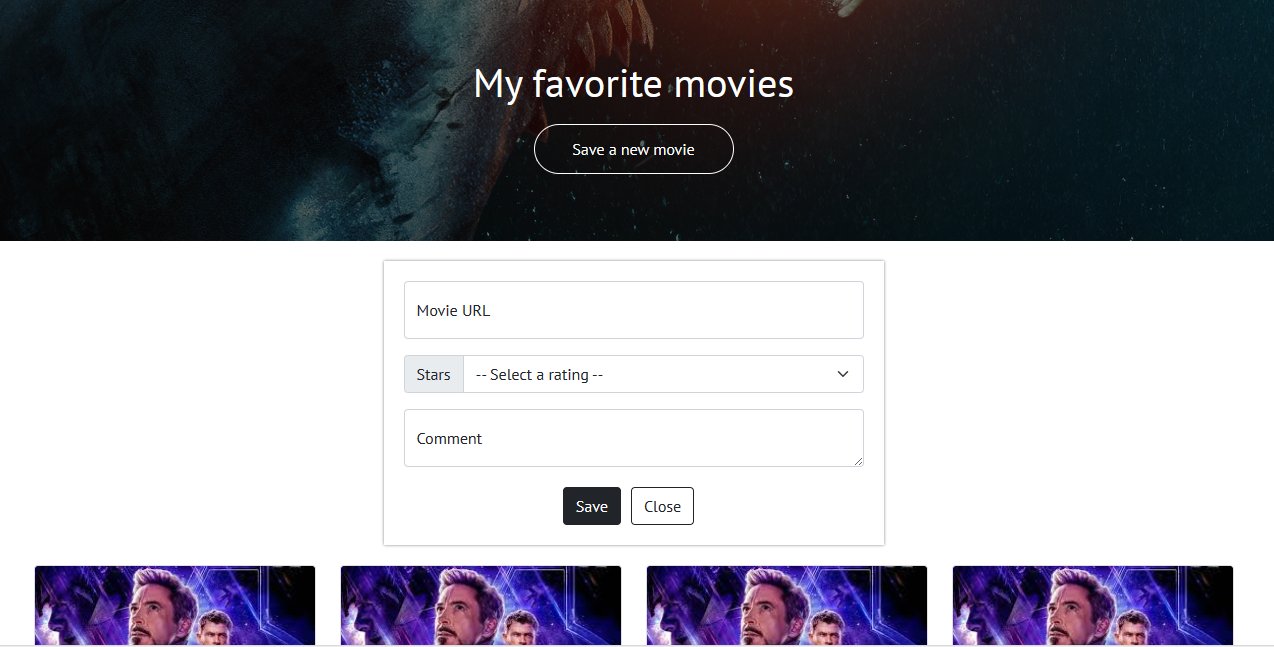 My favorite movies
Save a new movie
Movie URL
Stars
-- Select a rating --
Comment
Save
Close